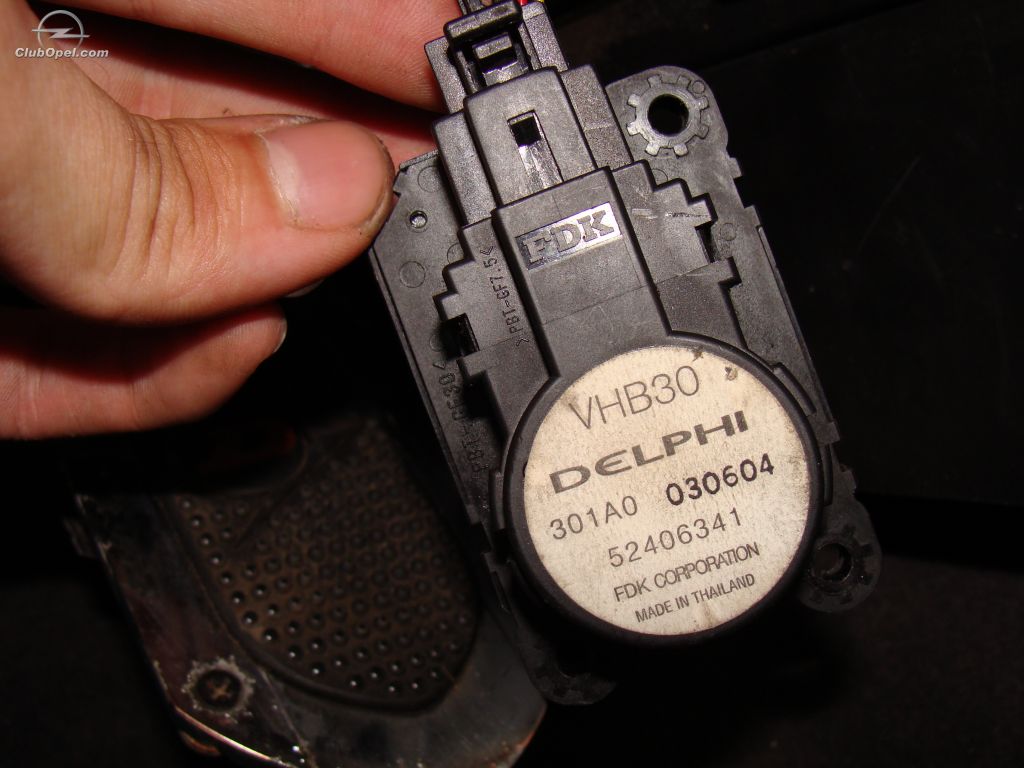 ClubOpel.com
FDK
>PBT-GF7.5<
VHB30
DELPHI
301A0 030604
52406341
FDK CORPORATION
MADE IN THAILAND